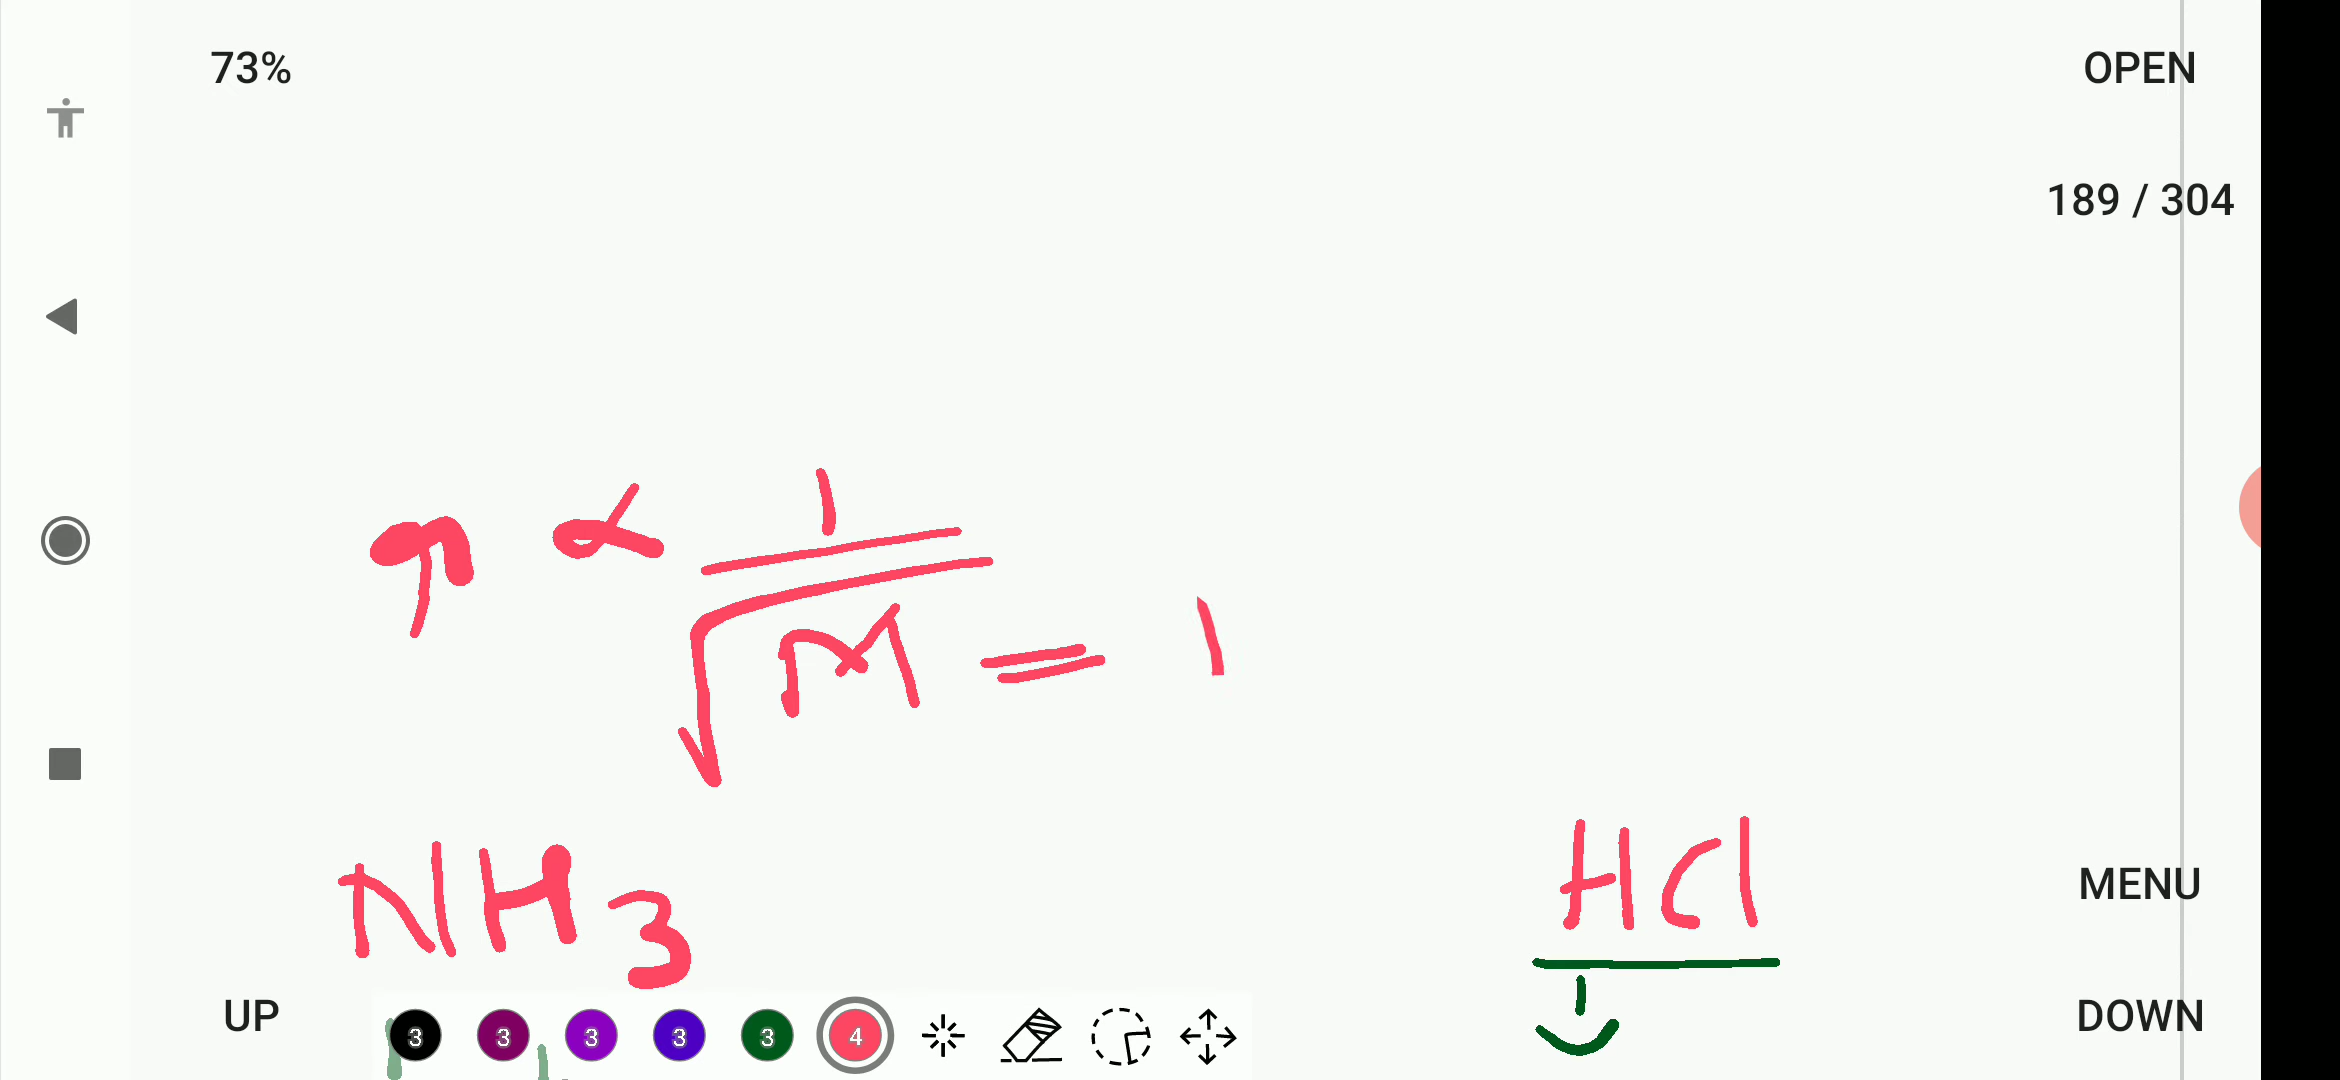 73%
OPEN
189 / 304
r ∝ 1/√M = 1
NH3
HCl
MENU
UP
3 3 3 3 3 4
DOWN